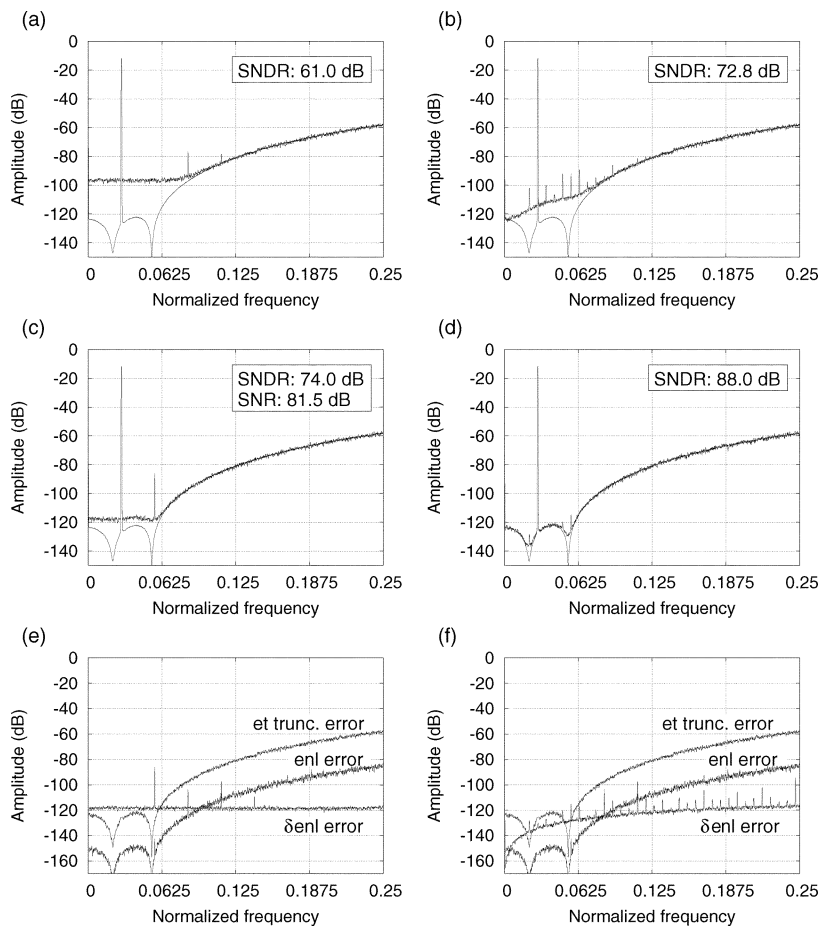 (a)
0
-20
-40
-60
-80
-100
-120
-140
Amplitude (dB)
SNDR: 61.0 dB
0 0.0625 0.125 0.1875 0.25
Normalized frequency
(b)
0
-20
-40
-60
-80
-100
-120
-140
Amplitude (dB)
SNDR: 72.8 dB
0 0.0625 0.125 0.1875 0.25
Normalized frequency
(c)
0
-20
-40
-60
-80
-100
-120
-140
Amplitude (dB)
SNDR: 74.0 dB
SNR: 81.5 dB
0 0.0625 0.125 0.1875 0.25
Normalized frequency
(d)
0
-20
-40
-60
-80
-100
-120
-140
Amplitude (dB)
SNDR: 88.0 dB
0 0.0625 0.125 0.1875 0.25
Normalized frequency
(e)
0
-20
-40
-60
-80
-100
-120
-140
-160
Amplitude (dB)
et trunc. error
enl error
δenl error
0 0.0625 0.125 0.1875 0.25
Normalized frequency
(f)
0
-20
-40
-60
-80
-100
-120
-140
-160
Amplitude (dB)
et trunc. error
enl error
δenl error
0 0.0625 0.125 0.1875 0.25
Normalized frequency